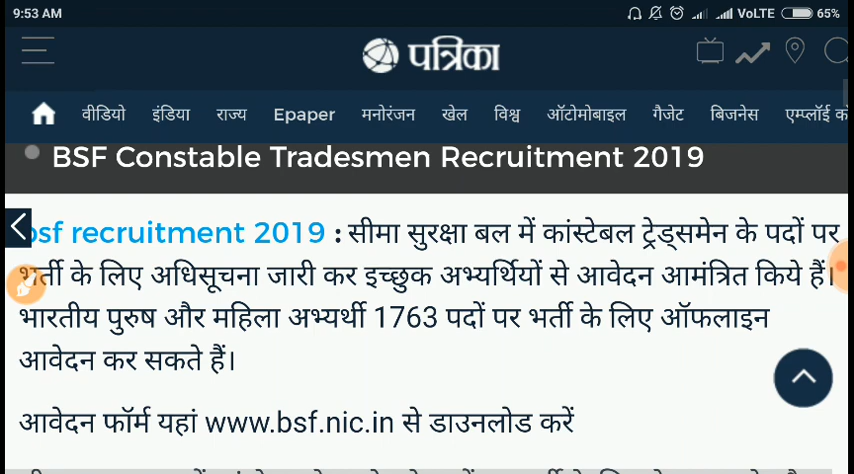 9:53 AM VoLTE 65%
पत्रिका
वीडियो इंडिया राज्य Epaper मनोरंजन खेल विश्व ऑटोमोबाइल गैजेट बिजनेस एम्प्लॉई
BSF Constable Tradesmen Recruitment 2019
bsf recruitment 2019 : सीमा सुरक्षा बल में कांस्टेबल ट्रेड्समेन के पदों पर
भर्ती के लिए अधिसूचना जारी कर इच्छुक अभ्यर्थियों से आवेदन आमंत्रित किये हैं।
भारतीय पुरुष और महिला अभ्यर्थी 1763 पदों पर भर्ती के लिए ऑफलाइन
आवेदन कर सकते हैं।
आवेदन फॉर्म यहां www.bsf.nic.in से डाउनलोड करें